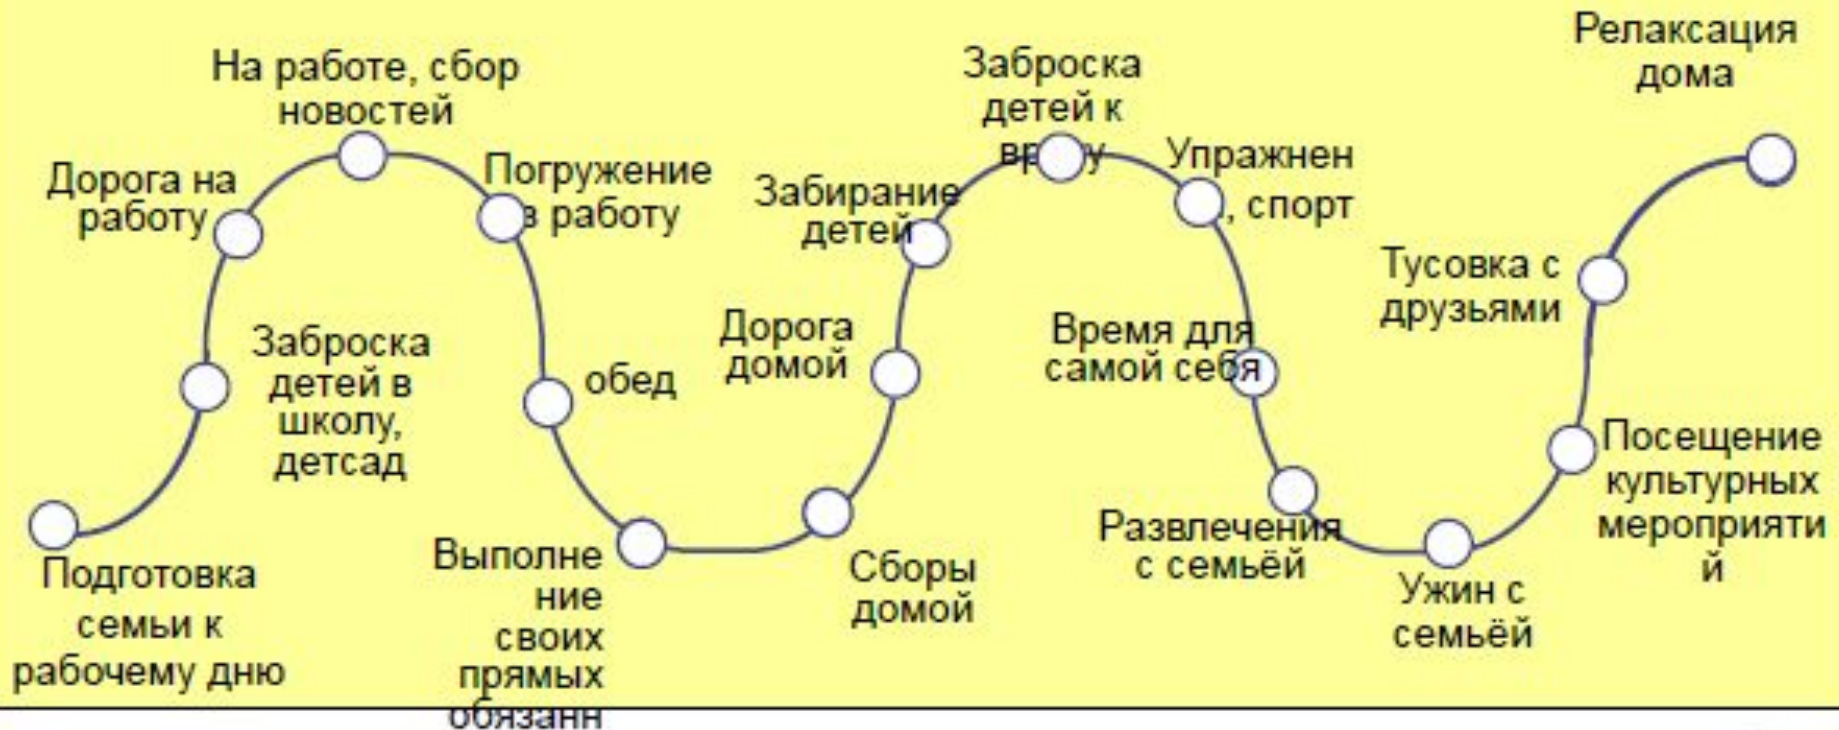 Подготовка
семьи к
рабочему дню
Заброска
детей в
школу,
детсад
Дорога на
работу
На работе, сбор
новостей
Погружение
в работу
обед
Выполне
ние
своих
прямых
обязанн
Сборы
домой
Дорога
домой
Забирание
детей
Заброска
детей к
Упражнен
, спорт
Время для
самой себя
Развлечения
с семьёй
Ужин с
семьёй
Посещение
культурных
мероприяти
й
Тусовка с
друзьями
Релаксация
дома